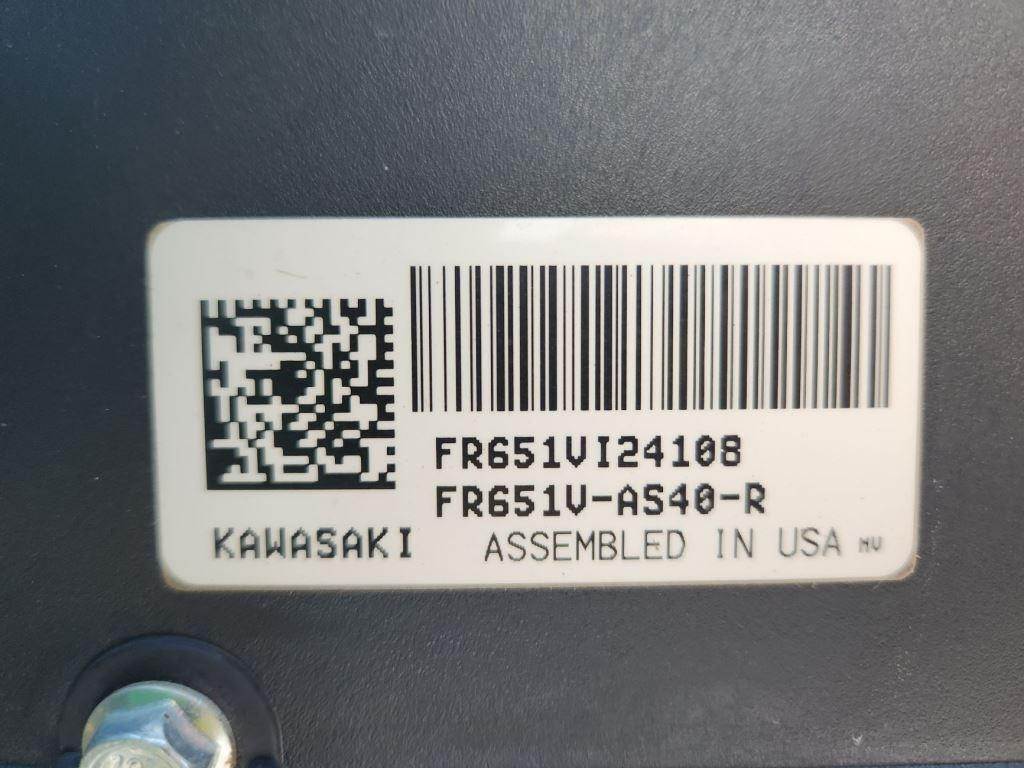 FR651VI24108
FR651V-AS40-R
KAWASAKI ASSEMBLED IN USA MV